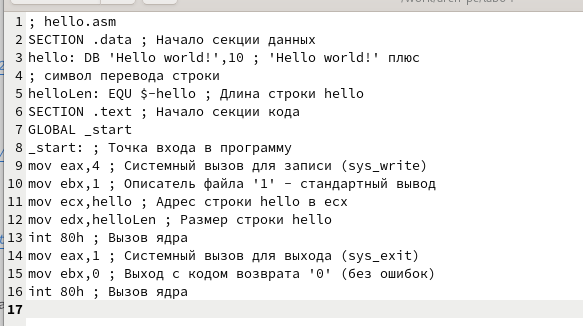 1 ; hello.asm
2 SECTION .data ; Начало секции данных
3 hello: DB 'Hello world!',10 ; 'Hello world!' плюс
4 ; символ перевода строки
5 helloLen: EQU $-hello ; Длина строки hello
6 SECTION .text ; Начало секции кода
7 GLOBAL _start
8 _start: ; Точка входа в программу
9 mov eax,4 ; Системный вызов для записи (sys_write)
10 mov ebx,1 ; Описатель файла '1' - стандартный вывод
11 mov ecx,hello ; Адрес строки hello в ecx
12 mov edx,helloLen ; Размер строки hello
13 int 80h ; Вызов ядра
14 mov eax,1 ; Системный вызов для выхода (sys_exit)
15 mov ebx,0 ; Выход с кодом возврата '0' (без ошибок)
16 int 80h ; Вызов ядра
17